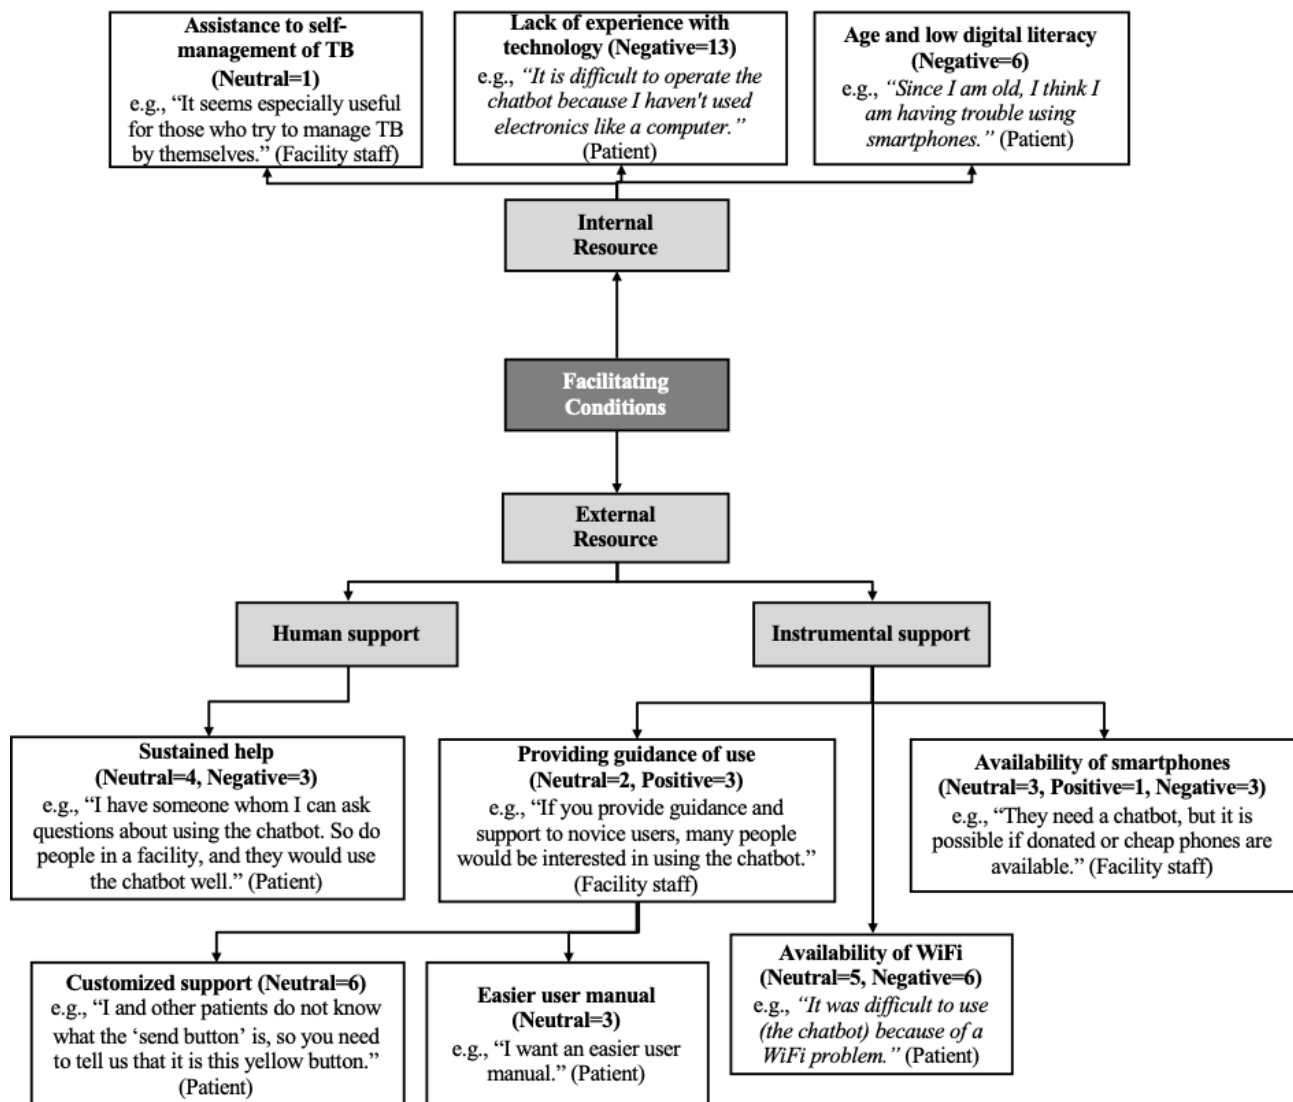 Assistance to self-
management of TB
(Neutral=1)
e.g., “It seems especially useful
for those who try to manage TB
by themselves.” (Facility staff)
Lack of experience with
technology (Negative=13)
e.g., “It is difficult to operate the
chatbot because I haven't used
electronics like a computer.”
(Patient)
Age and low digital literacy
(Negative=6)
e.g., “Since I am old, I think I
am having trouble using
smartphones.” (Patient)
Internal
Resource
Facilitating
Conditions
External
Resource
Human support
Instrumental support
Sustained help
(Neutral=4, Negative=3)
e.g., “I have someone whom I can ask
questions about using the chatbot. So do
people in a facility, and they would use
the chatbot well.” (Patient)
Providing guidance of use
(Neutral=2, Positive=3)
e.g., “If you provide guidance and
support to novice users, many people
would be interested in using the chatbot.”
(Facility staff)
Availability of smartphones
(Neutral=3, Positive=1, Negative=3)
e.g., “They need a chatbot, but it is
possible if donated or cheap phones are
available.” (Facility staff)
Customized support (Neutral=6)
e.g., “I and other patients do not know
what the ‘send button’ is, so you need
to tell us that it is this yellow button.”
(Patient)
Easier user manual
(Neutral=3)
e.g., “I want an easier user
manual.” (Patient)
Availability of WiFi
(Neutral=5, Negative=6)
e.g., “It was difficult to use
(the chatbot) because of a
WiFi problem.” (Patient)